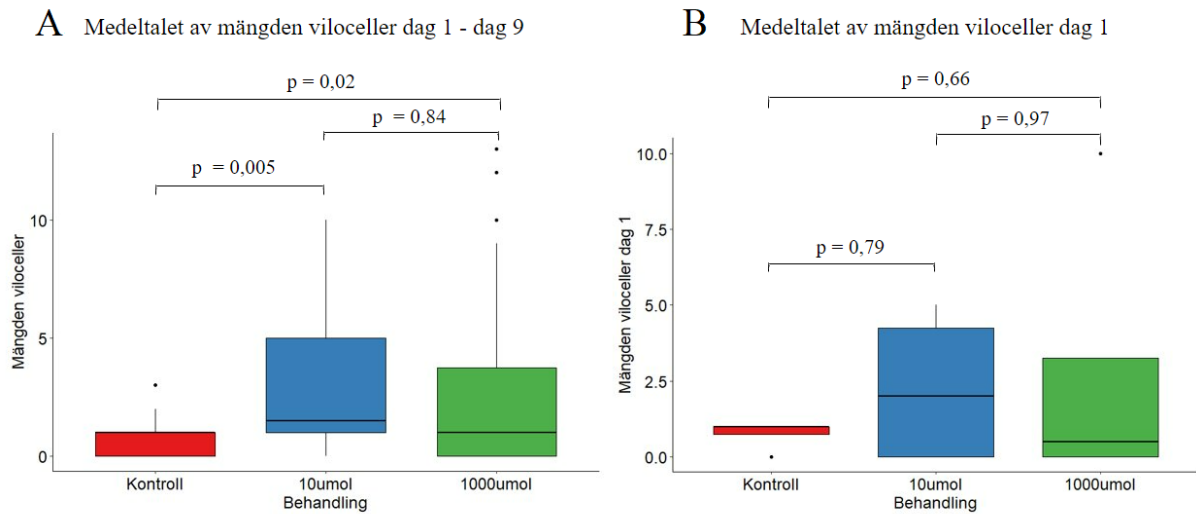 A Medeltalet av mängden viloceller dag 1 - dag 9
p = 0,02
p = 0,84
p = 0,005
Mängden viloceller
10
5
0
Kontroll 10umol 1000umol
Behandling
B Medeltalet av mängden viloceller dag 1
p = 0,66
p = 0,97
p = 0,79
Mängden viloceller dag 1
10.0
7.5
5.0
2.5
0.0
Kontroll 10umol 1000umol
Behandling